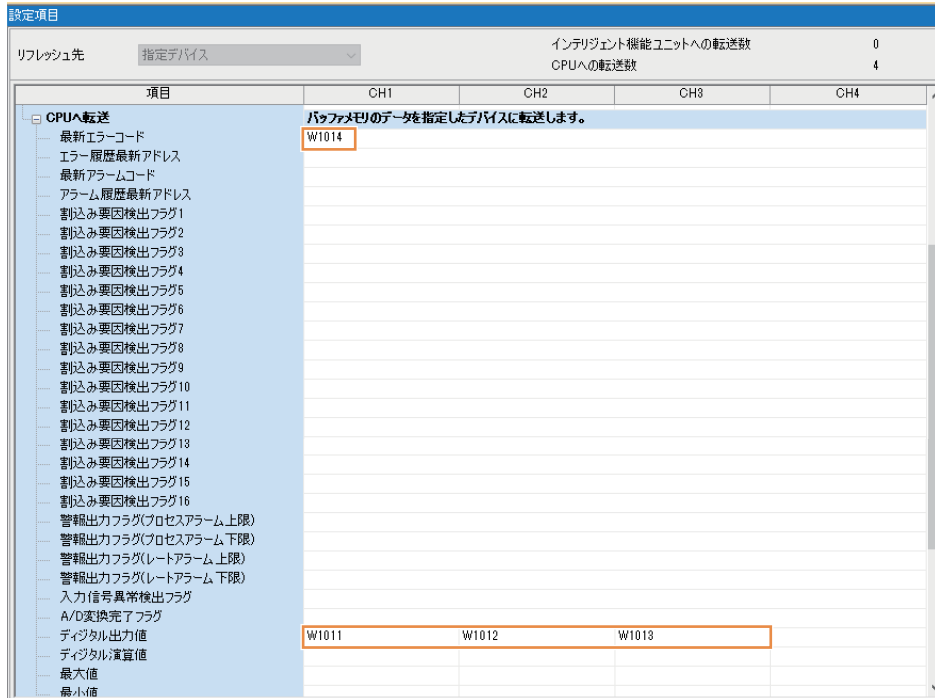 設定項目
リフレッシュ先 指定デバイス インテリジェント機能ユニットへの転送数 0
CPUへの転送数 4
項目 CH1 CH2 CH3 CH4
CPUへ転送 バッファメモリのデータを指定したデバイスに転送します。
最新エラーコード W1014
エラー履歴最新アドレス
最新アラームコード
アラーム履歴最新アドレス
割込み要因検出フラグ1
割込み要因検出フラグ2
割込み要因検出フラグ3
割込み要因検出フラグ4
割込み要因検出フラグ5
割込み要因検出フラグ6
割込み要因検出フラグ7
割込み要因検出フラグ8
割込み要因検出フラグ9
割込み要因検出フラグ10
割込み要因検出フラグ11
割込み要因検出フラグ12
割込み要因検出フラグ13
割込み要因検出フラグ14
割込み要因検出フラグ15
割込み要因検出フラグ16
警報出力フラグ(プロセスアラーム上限)
警報出力フラグ(プロセスアラーム下限)
警報出力フラグ(レートアラーム上限)
警報出力フラグ(レートアラーム下限)
入力信号異常検出フラグ
A/D変換完了フラグ
ディジタル出力値 W1011 W1012 W1013
ディジタル演算値
最大値
最小値